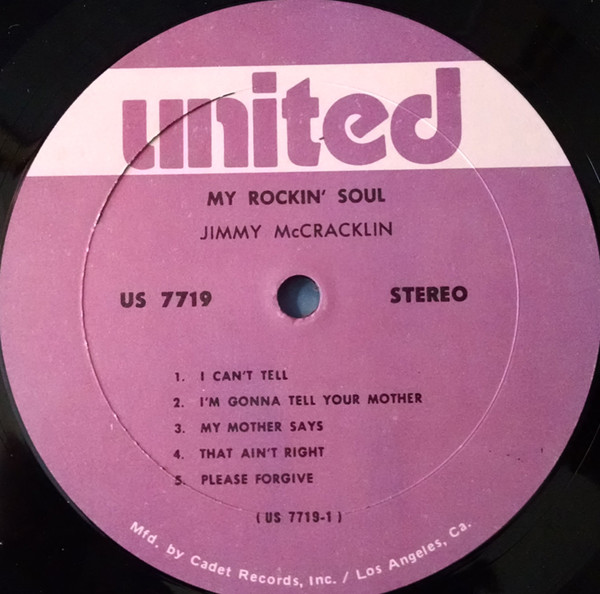 united
MY ROCKIN' SOUL
JIMMY McCRACKLIN
US 7719 STEREO
1. I CAN'T TELL
2. I'M GONNA TELL YOUR MOTHER
3. MY MOTHER SAYS
4. THAT AIN'T RIGHT
5. PLEASE FORGIVE
( US 7719-1 )
Mfd. by Cadet Records, Inc. / Los Angeles, Ca.